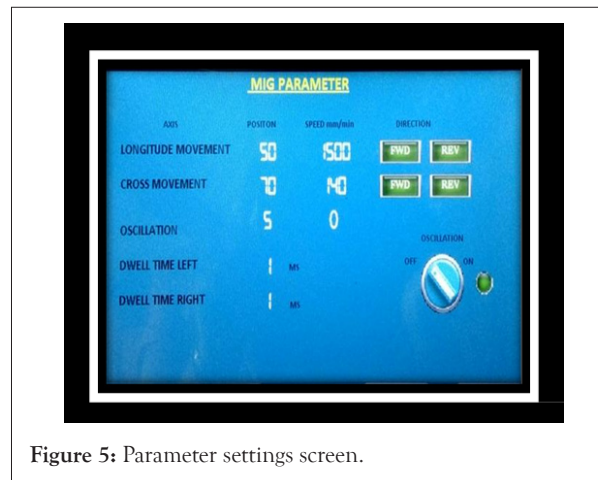 MIG PARAMETER
AXIS POSITON SPEED mm/min DIRECTION
LONGITUDE MOVEMENT 50 1500 FWD REV
CROSS MOVEMENT 70 140 FWD REV
OSCILLATION 5 0
OSCILLATION
OFF ON
DWELL TIME LEFT 1 MS
DWELL TIME RIGHT 1 MS
Figure 5: Parameter settings screen.